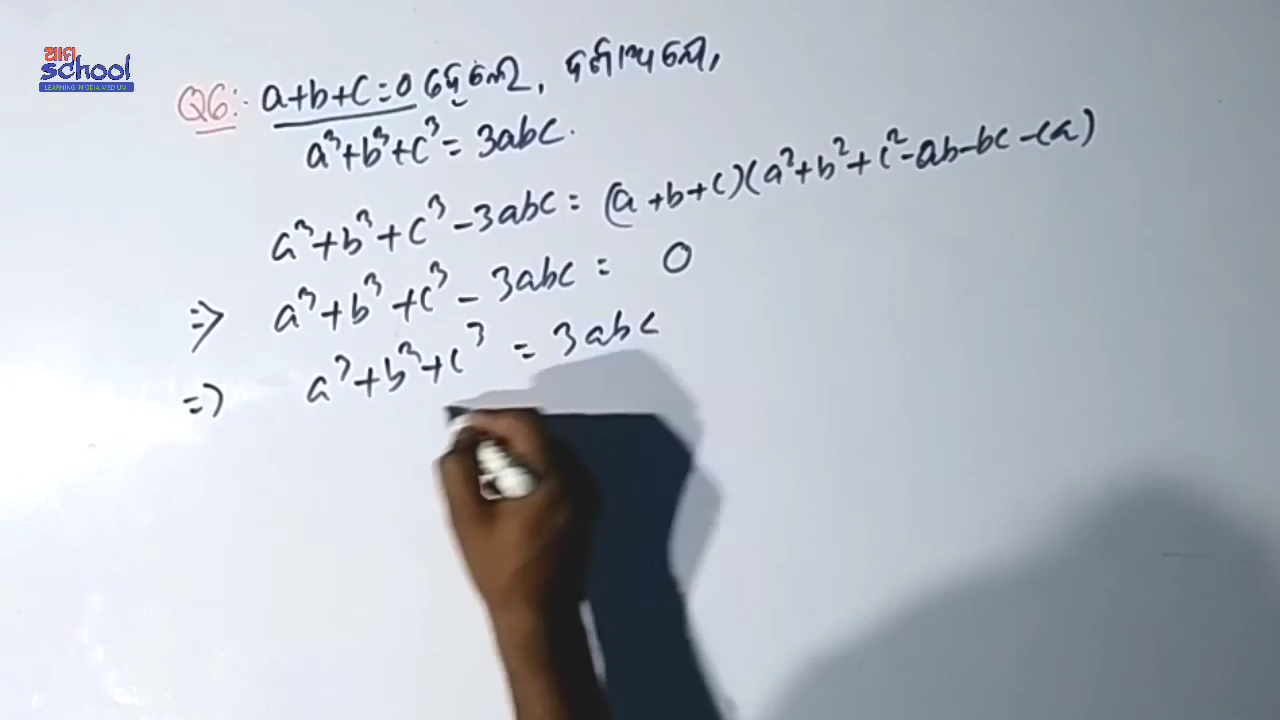 ଆମ
school
LEARNING IN ODIA MEDIUM
Q6:- a+b+c=0 ହେଲେ, ଦର୍ଶାଅ ଯେ,
a³+b³+c³ = 3abc.
a³+b³+c³-3abc = (a+b+c)(a²+b²+c²-ab-bc-ca)
=> a³+b³+c³-3abc = 0
=> a³+b³+c³ = 3abc